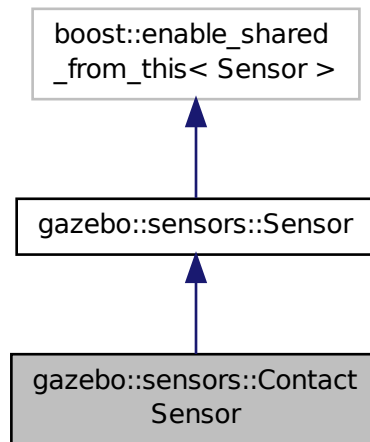 boost::enable_shared
_from_this< Sensor >
gazebo::sensors::Sensor
gazebo::sensors::Contact
Sensor